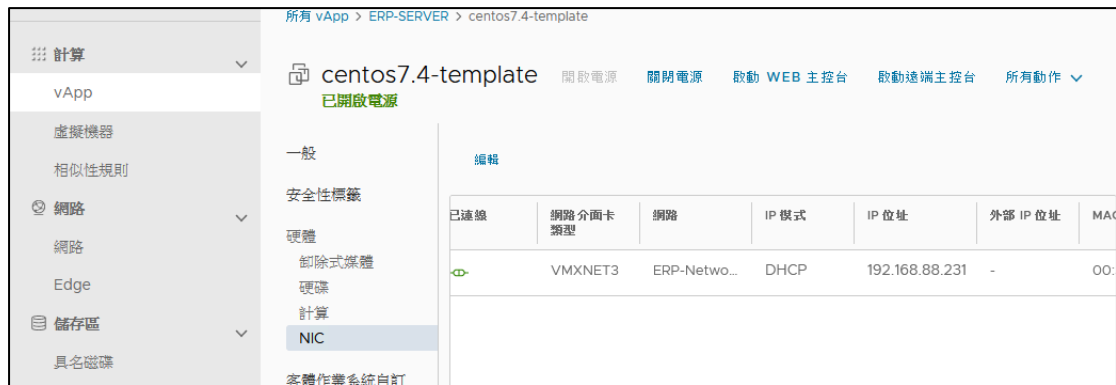 所有 vApp > ERP-SERVER > centos7.4-template
計算
vApp
虛擬機器
相似性規則
網路
網路
Edge
儲存區
具名磁碟
centos7.4-template 開啟電源 關閉電源 啟動 WEB 主控台 啟動遠端主控台 所有動作
已開啟電源
一般
安全性標籤
硬體
卸除式媒體
硬碟
計算
NIC
客體作業系統自訂
編輯
已連線 網路介面卡類型 網路 IP 模式 IP 位址 外部 IP 位址 MAC
VMXNET3 ERP-Netwo... DHCP 192.168.88.231 - 00: